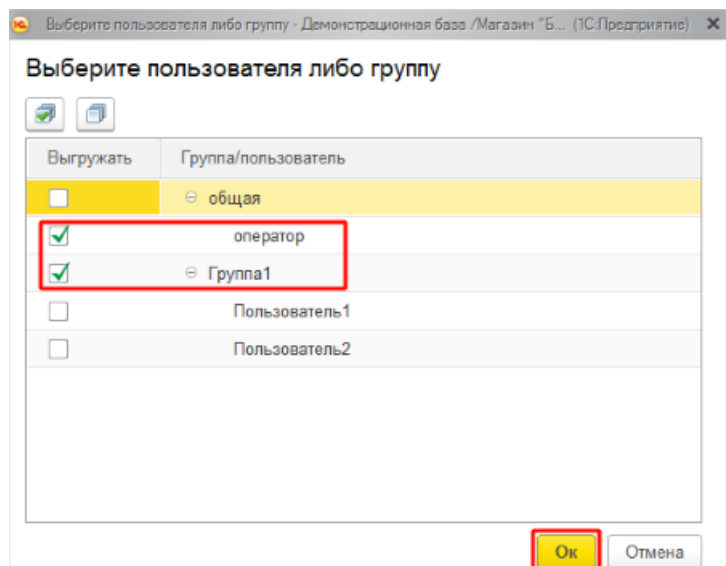 Выберите пользователя либо группу - Демонстрационная база /Магазин "Б... (1С:Предприятие)
Выберите пользователя либо группу
Выгружать Группа/пользователь
общая
оператор
Группа1
Пользователь1
Пользователь2
Ок Отмена